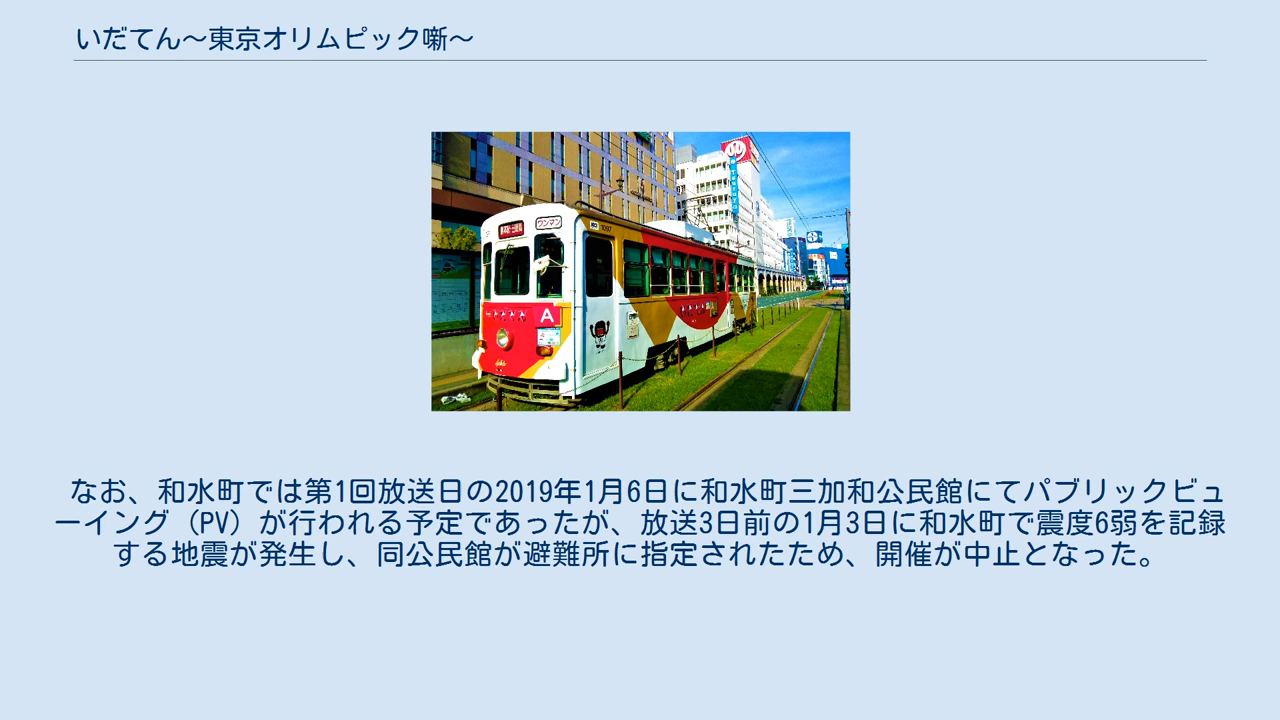 いだてん〜東京オリムピック噺〜
ワンマン
1097
A
なお、和水町では第1回放送日の2019年1月6日に和水町三加和公民館にてパブリックビュ
ーイング（PV）が行われる予定であったが、放送3日前の1月3日に和水町で震度6弱を記録
する地震が発生し、同公民館が避難所に指定されたため、開催が中止となった。